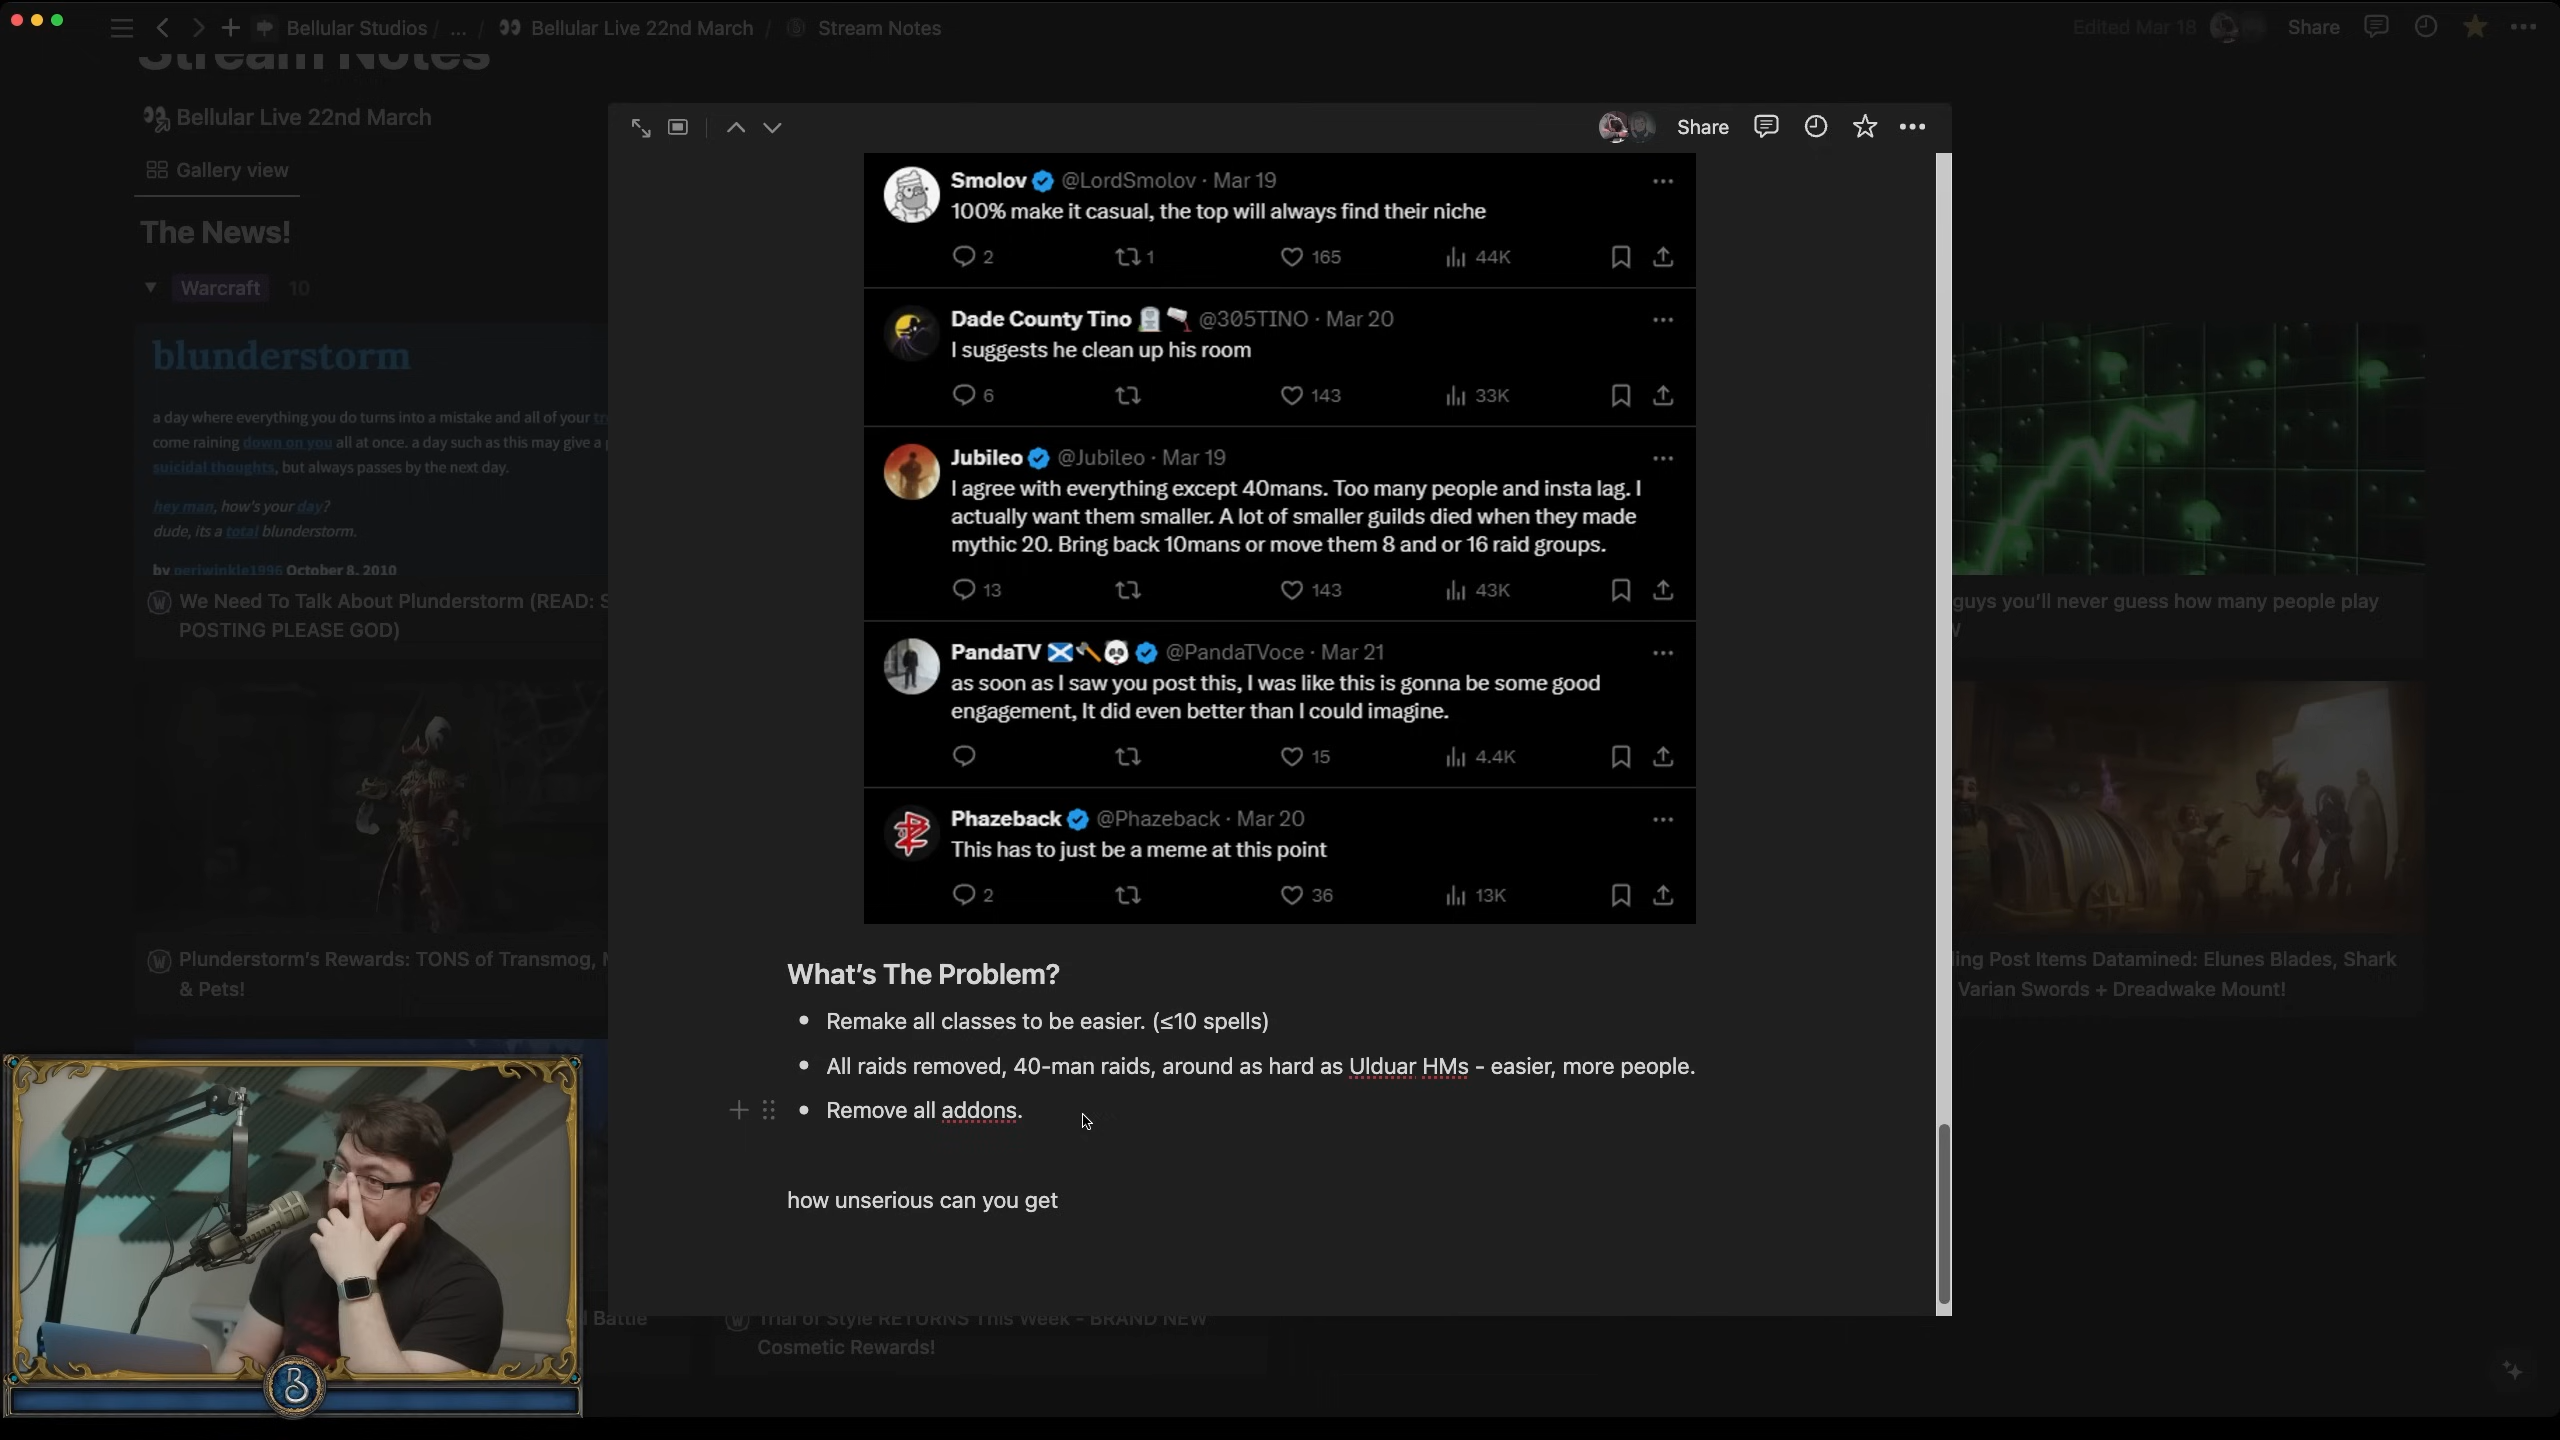 Bellular Studios / ... / 👀 Bellular Live 22nd March / Stream Notes
Edited Mar 18 Share
Stream Notes
👀 Bellular Live 22nd March
Gallery view
The News!
Warcraft 10
blunderstorm
a day where everything you do turns into a mistake and all of your
come raining down on you all at once. a day such as this may give a
suicidal thoughts, but always passes by the next day.
hey man, how's your day?
dude, its a total blunderstorm.
by periwinkle1996 October 8, 2010
We Need To Talk About Plunderstorm (READ:
POSTING PLEASE GOD)
Plunderstorm's Rewards: TONS of Transmog,
& Pets!
Share
Smolov @LordSmolov · Mar 19
100% make it casual, the top will always find their niche
2 1 165 44K
Dade County Tino 🪦 @305TINO · Mar 20
I suggests he clean up his room
6 143 33K
Jubileo @Jubileo · Mar 19
I agree with everything except 40mans. Too many people and insta lag. I
actually want them smaller. A lot of smaller guilds died when they made
mythic 20. Bring back 10mans or move them 8 and or 16 raid groups.
13 143 43K
PandaTV 🏴󠁧󠁢󠁳󠁣󠁴󠁿🪓🐼 @PandaTVoce · Mar 21
as soon as I saw you post this, I was like this is gonna be some good
engagement, It did even better than I could imagine.
15 4.4K
Phazeback @Phazeback · Mar 20
This has to just be a meme at this point
2 36 13K
What's The Problem?
• Remake all classes to be easier. (≤10 spells)
• All raids removed, 40-man raids, around as hard as Ulduar HMs - easier, more people.
• Remove all addons.
how unserious can you get
guys you'll never guess how many people play
ing Post Items Datamined: Elunes Blades, Shark
Varian Swords + Dreadwake Mount!
Battle
Trial of Style RETURNS This Week - BRAND NEW
Cosmetic Rewards!
B